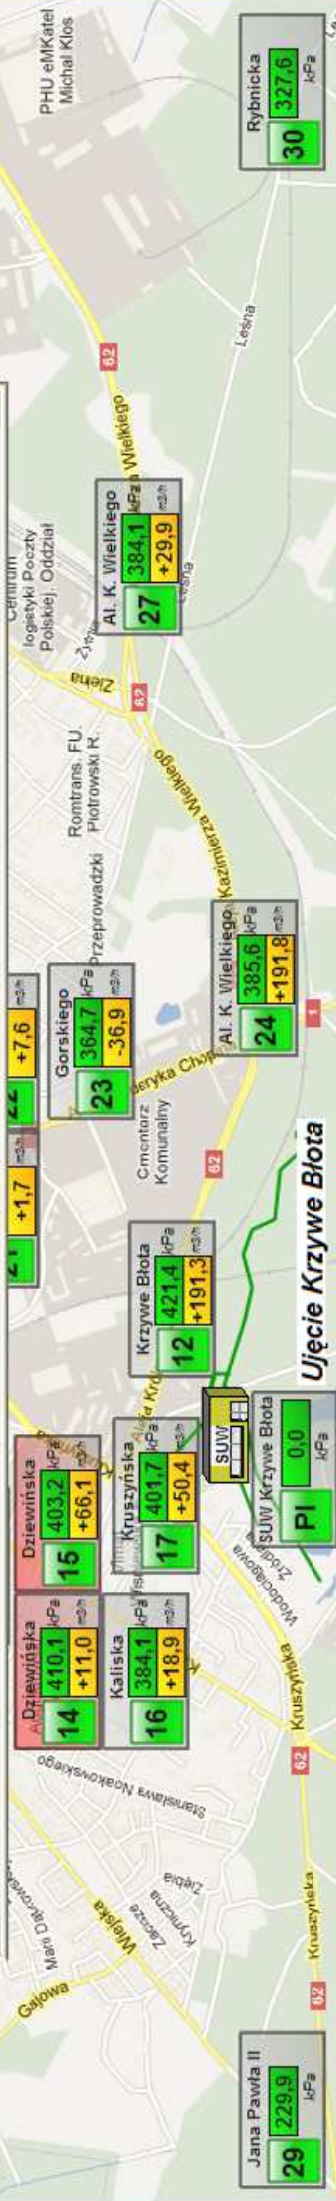 Jana Pawła II
29
229,9
kPa
62
Kruszyńska
62
Kruszyńska
Gajowa
Wiejska
Zacisze
Kryniczna
Ziębia
Stanisława Noakowskiego
Dziewińska
14
410,1
kPa
+11,0
m3/h
Kaliska
16
384,1
kPa
+18,9
m3/h
Dziewińska
15
403,2
kPa
+66,1
m3/h
Kruszyńska
17
401,7
kPa
+50,4
m3/h
Wodociągowa
SUW
SUW Krzywe Błota
PI
0,0
kPa
Ujęcie Krzywe Błota
Krzywe Błota
12
421,4
kPa
+191,3
m3/h
+1,7
m3/h
+7,6
m3/h
62
Cmentarz
Komunalny
Gorskiego
23
364,7
kPa
-36,9
m3/h
Al. K. Wielkiego
24
385,6
kPa
+191,8
m3/h
1
Kazimierza Wielkiego
Przeprowadzki
Romtrans. FU.
Piotrowski R.
62
Zielna
Żytnia
Centrum
logistyki Poczty
Polskiej. Oddział
Al. K. Wielkiego
27
384,1
kPa
+29,9
m3/h
Wielkiego
Leśna
62
Leśna
PHU eMKatel
Michał Kłos
Rybnicka
30
327,6
kPa